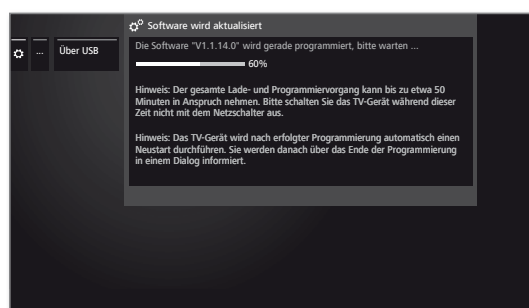 Software wird aktualisiert
... Über USB
Die Software "V1.1.14.0" wird gerade programmiert, bitte warten ...
60%
Hinweis: Der gesamte Lade- und Programmiervorgang kann bis zu etwa 50
Minuten in Anspruch nehmen. Bitte schalten Sie das TV-Gerät während dieser
Zeit nicht mit dem Netzschalter aus.
Hinweis: Das TV-Gerät wird nach erfolgter Programmierung automatisch einen
Neustart durchführen. Sie werden danach über das Ende der Programmierung
in einem Dialog informiert.